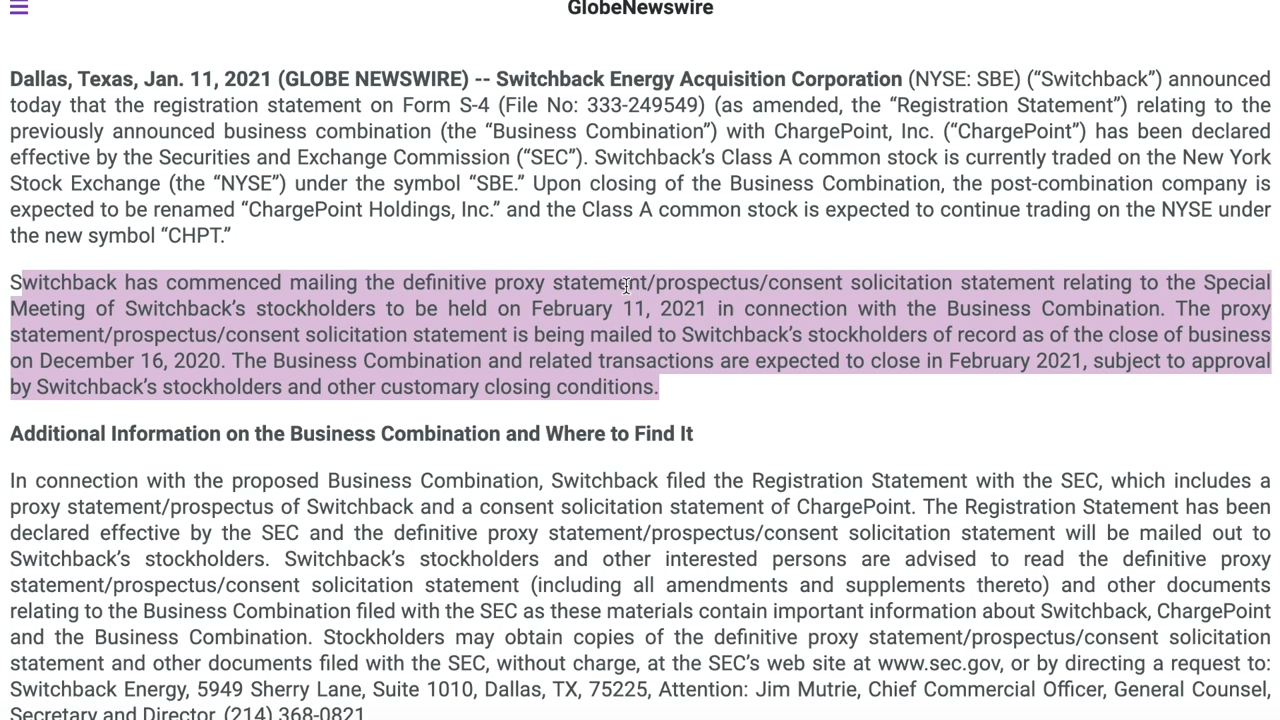 GlobeNewswire
Dallas, Texas, Jan. 11, 2021 (GLOBE NEWSWIRE) -- Switchback Energy Acquisition Corporation (NYSE: SBE) (“Switchback”) announced
today that the registration statement on Form S-4 (File No: 333-249549) (as amended, the “Registration Statement”) relating to the
previously announced business combination (the “Business Combination”) with ChargePoint, Inc. (“ChargePoint”) has been declared
effective by the Securities and Exchange Commission (“SEC”). Switchback’s Class A common stock is currently traded on the New York
Stock Exchange (the “NYSE”) under the symbol “SBE.” Upon closing of the Business Combination, the post-combination company is
expected to be renamed “ChargePoint Holdings, Inc.” and the Class A common stock is expected to continue trading on the NYSE under
the new symbol “CHPT.”
Switchback has commenced mailing the definitive proxy statement/prospectus/consent solicitation statement relating to the Special
Meeting of Switchback’s stockholders to be held on February 11, 2021 in connection with the Business Combination. The proxy
statement/prospectus/consent solicitation statement is being mailed to Switchback’s stockholders of record as of the close of business
on December 16, 2020. The Business Combination and related transactions are expected to close in February 2021, subject to approval
by Switchback’s stockholders and other customary closing conditions.
Additional Information on the Business Combination and Where to Find It
In connection with the proposed Business Combination, Switchback filed the Registration Statement with the SEC, which includes a
proxy statement/prospectus of Switchback and a consent solicitation statement of ChargePoint. The Registration Statement has been
declared effective by the SEC and the definitive proxy statement/prospectus/consent solicitation statement will be mailed out to
Switchback’s stockholders. Switchback’s stockholders and other interested persons are advised to read the definitive proxy
statement/prospectus/consent solicitation statement (including all amendments and supplements thereto) and other documents
relating to the Business Combination filed with the SEC as these materials contain important information about Switchback, ChargePoint
and the Business Combination. Stockholders may obtain copies of the definitive proxy statement/prospectus/consent solicitation
statement and other documents filed with the SEC, without charge, at the SEC’s web site at www.sec.gov, or by directing a request to:
Switchback Energy, 5949 Sherry Lane, Suite 1010, Dallas, TX, 75225, Attention: Jim Mutrie, Chief Commercial Officer, General Counsel,
Secretary and Director, (214) 368-0821